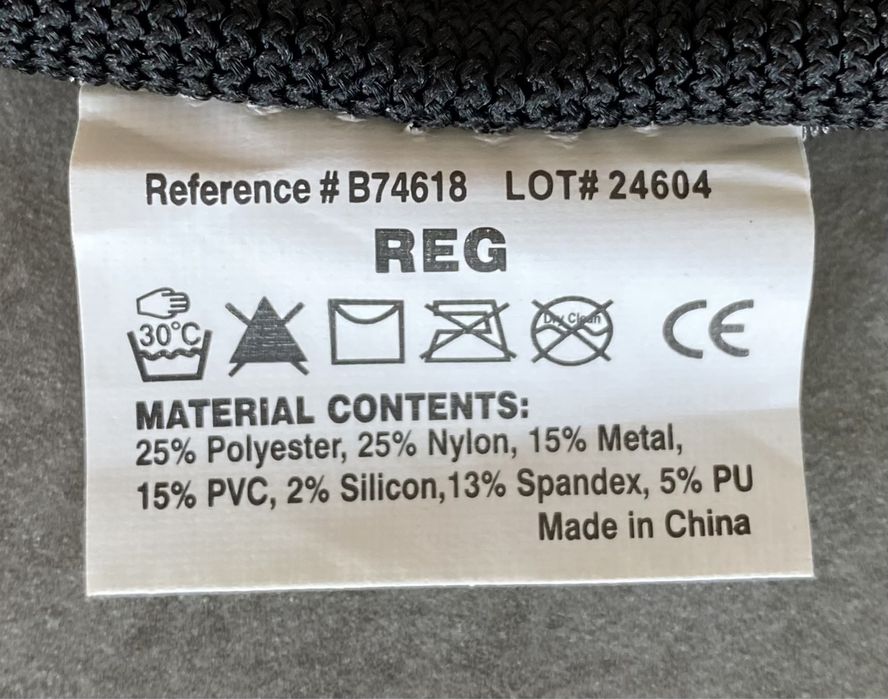 Reference # B74618 LOT# 24604
REG
30°C
Dry Clean
CE
MATERIAL CONTENTS:
25% Polyester, 25% Nylon, 15% Metal,
15% PVC, 2% Silicon,13% Spandex, 5% PU
Made in China